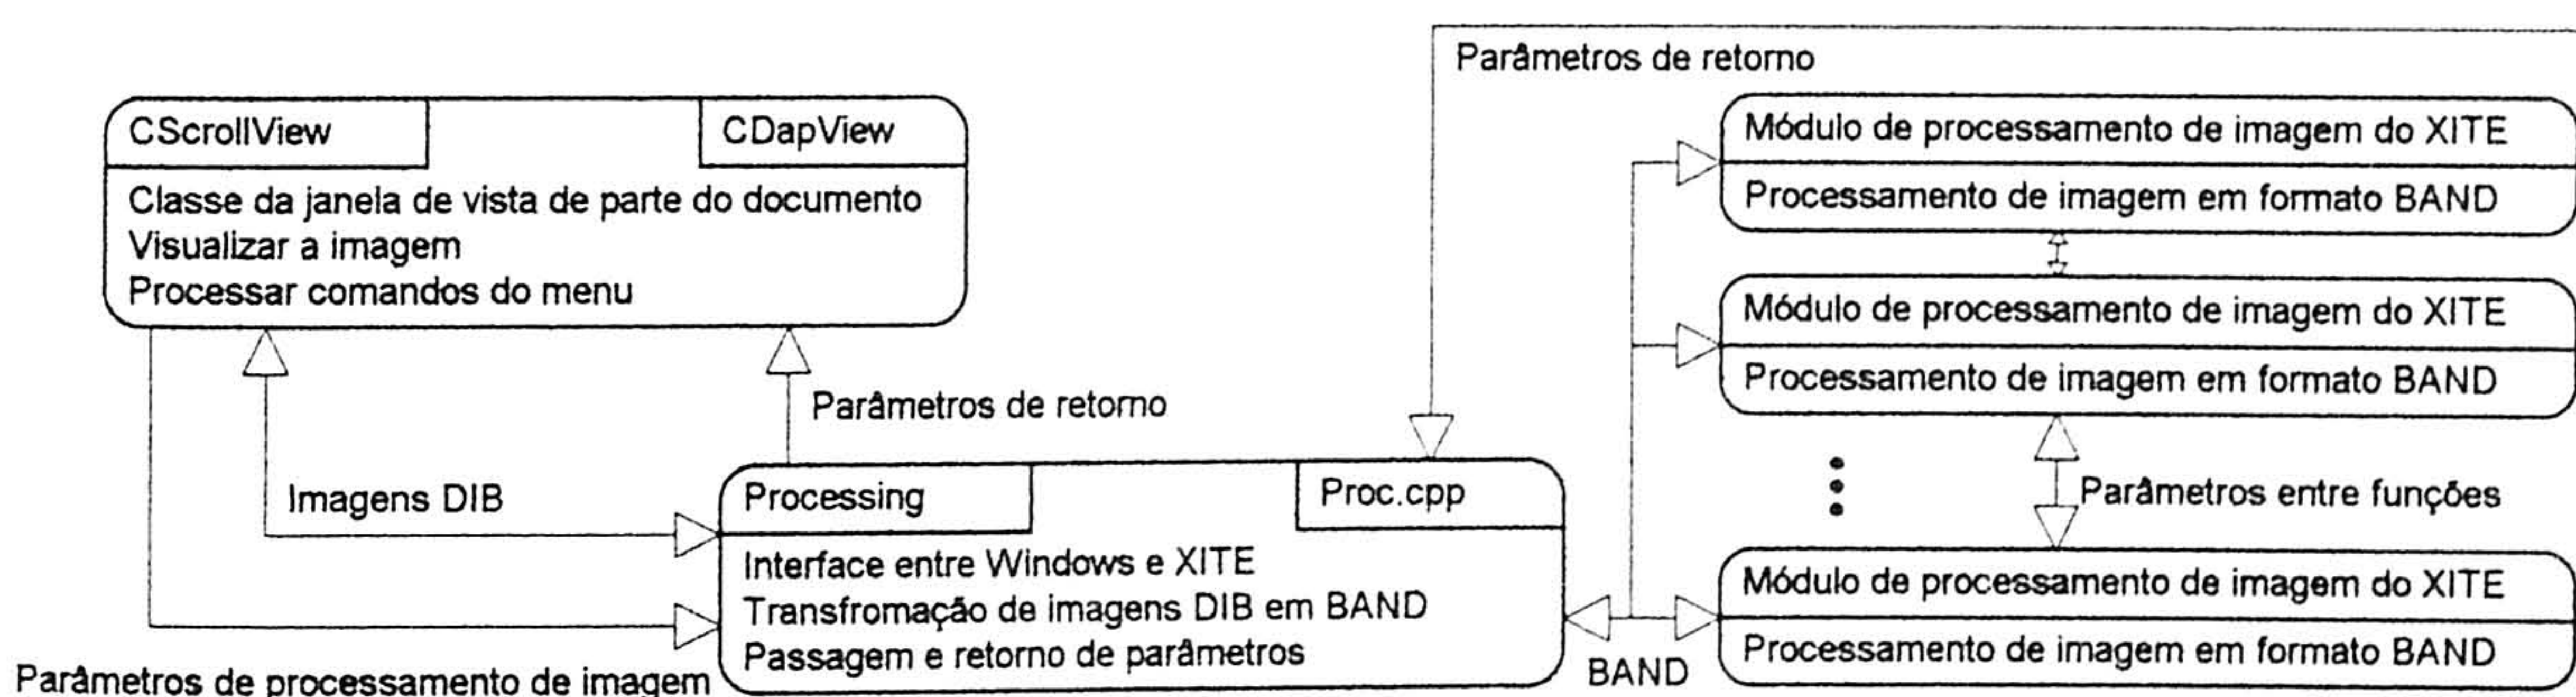 Parâmetros de retorno
CScrollView
CDapView
Classe da janela de vista de parte do documento
Visualizar a imagem
Processar comandos do menu
Módulo de processamento de imagem do XITE
Processamento de imagem em formato BAND
Módulo de processamento de imagem do XITE
Processamento de imagem em formato BAND
Parâmetros de retorno
Imagens DIB
Processing
Proc.cpp
Interface entre Windows e XITE
Transfromação de imagens DIB em BAND
Passagem e retorno de parâmetros
Parâmetros entre funções
Módulo de processamento de imagem do XITE
Processamento de imagem em formato BAND
BAND
Parâmetros de processamento de imagem